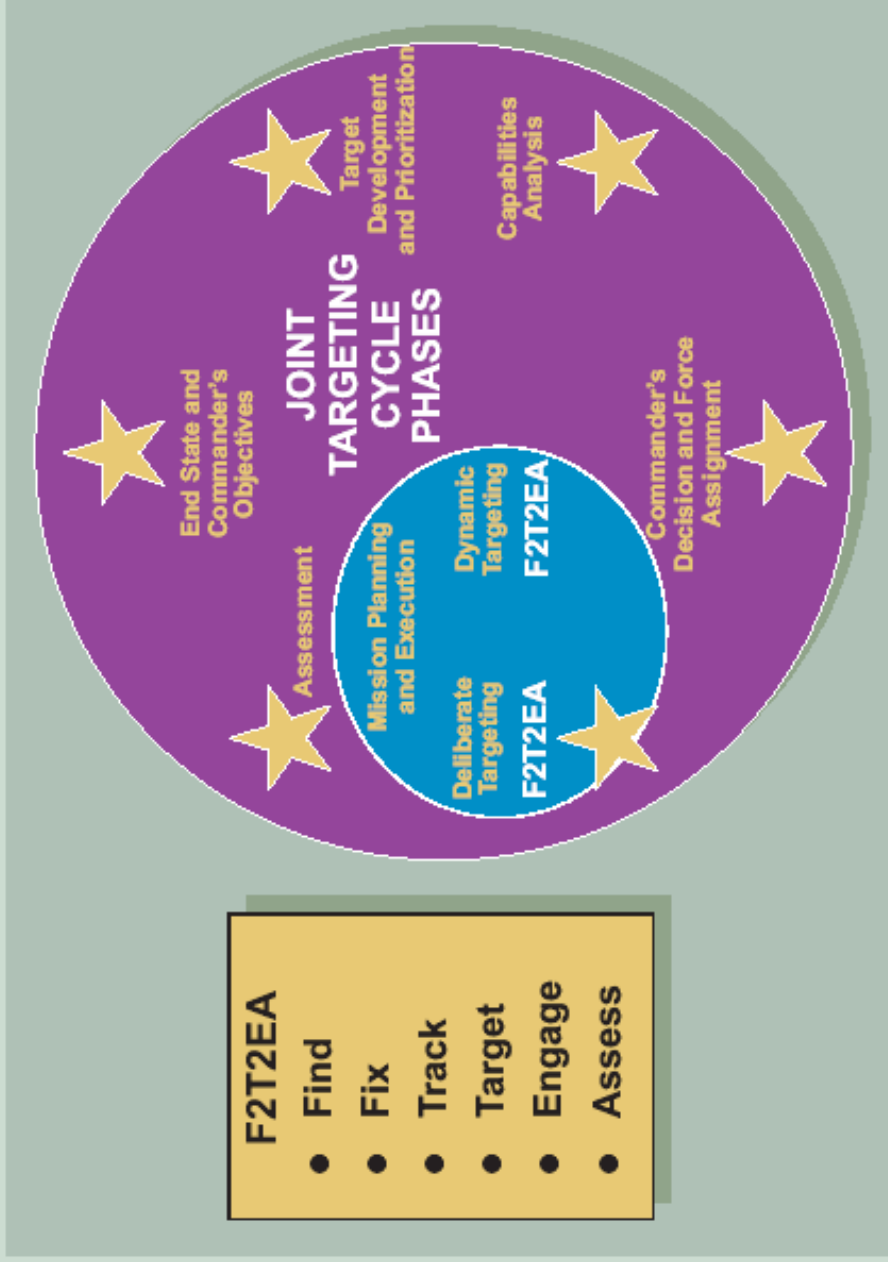 F2T2EA
● Find
● Fix
● Track
● Target
● Engage
● Assess
JOINT
TARGETING
CYCLE
PHASES
End State and
Commander's
Objectives
Target
Development
and Prioritization
Capabilities
Analysis
Commander's
Decision and Force
Assignment
Mission Planning
and Execution
Deliberate
Targeting
F2T2EA
Dynamic
Targeting
F2T2EA
Assessment